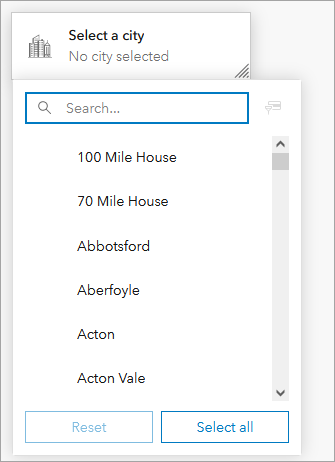 Select a city
No city selected
Search...
100 Mile House
70 Mile House
Abbotsford
Aberfoyle
Acton
Acton Vale
Reset
Select all